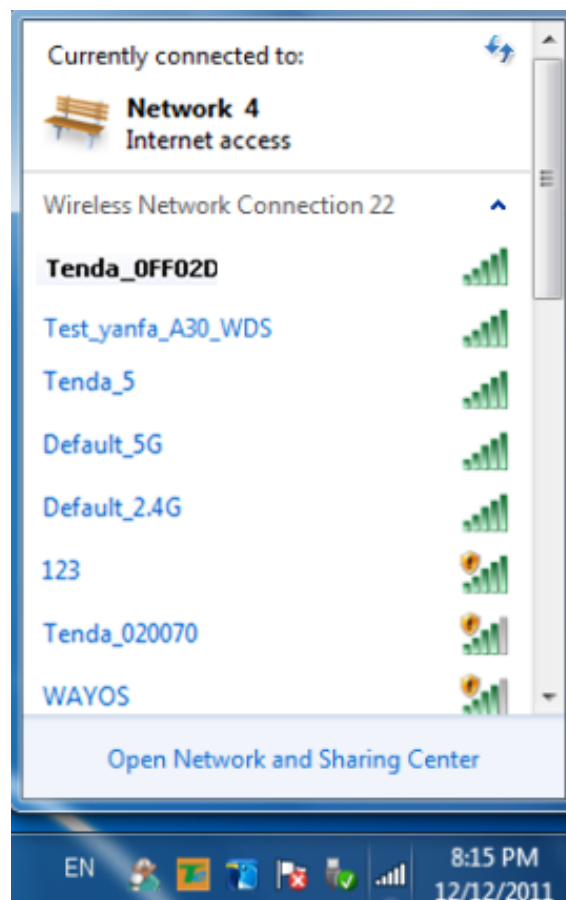 Currently connected to:
Network 4
Internet access
Wireless Network Connection 22
Tenda_0FF02D
Test_yanfa_A30_WDS
Tenda_5
Default_5G
Default_2.4G
123
Tenda_020070
WAYOS
Open Network and Sharing Center
EN
8:15 PM
12/12/2011